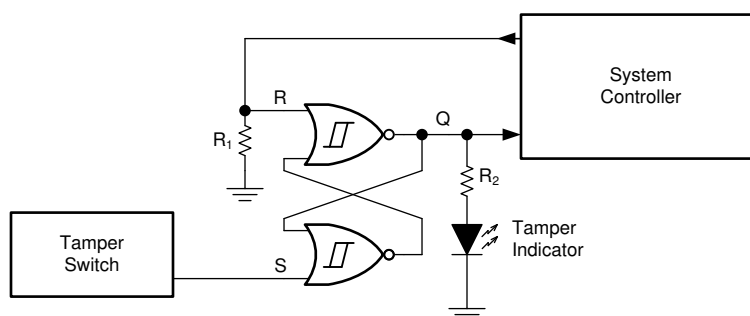 System
Controller
R
Q
R1
R2
Tamper
Switch
Tamper
Indicator
S